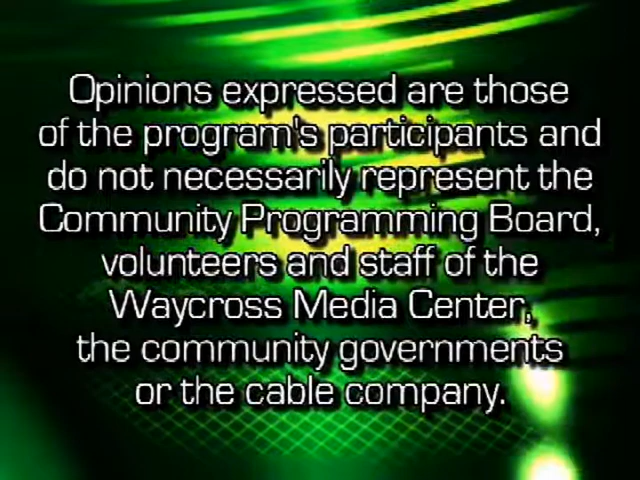 Opinions expressed are those
of the program's participants and
do not necessarily represent the
Community Programming Board,
volunteers and staff of the
Waycross Media Center,
the community governments
or the cable company.